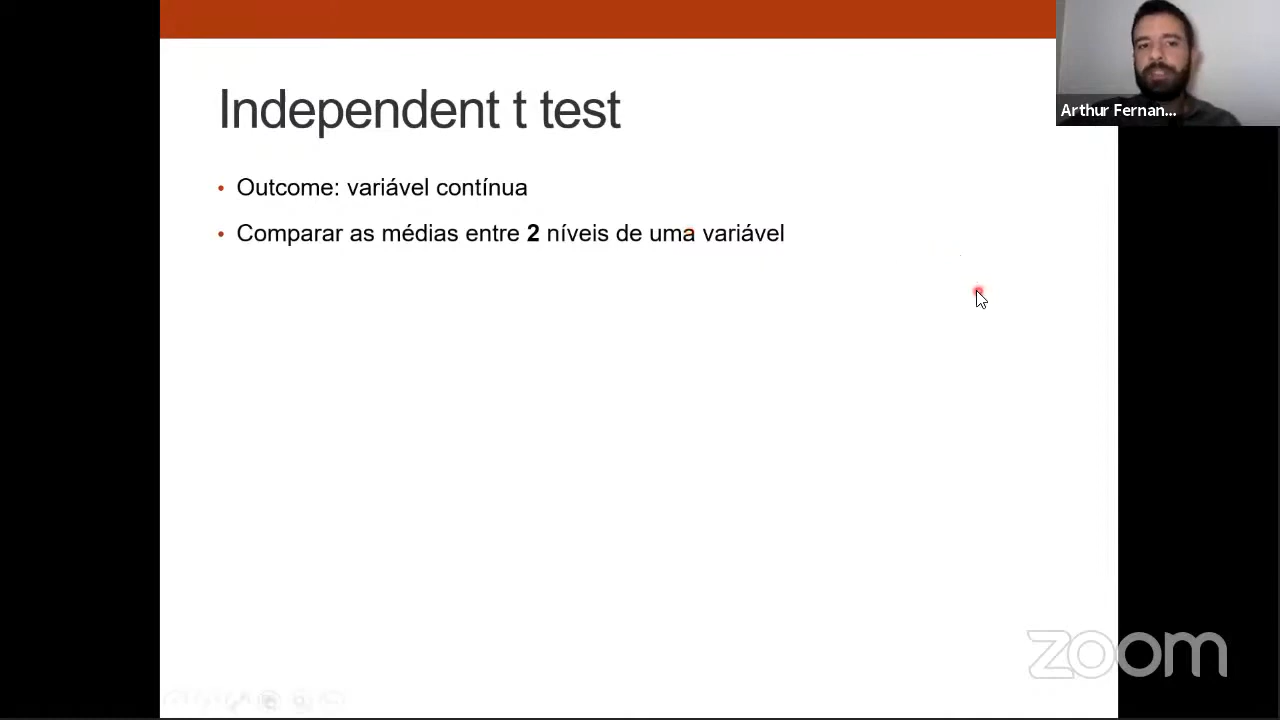 Independent t test
Arthur Fernan...
• Outcome: variável contínua
• Comparar as médias entre 2 níveis de uma variável
zoom